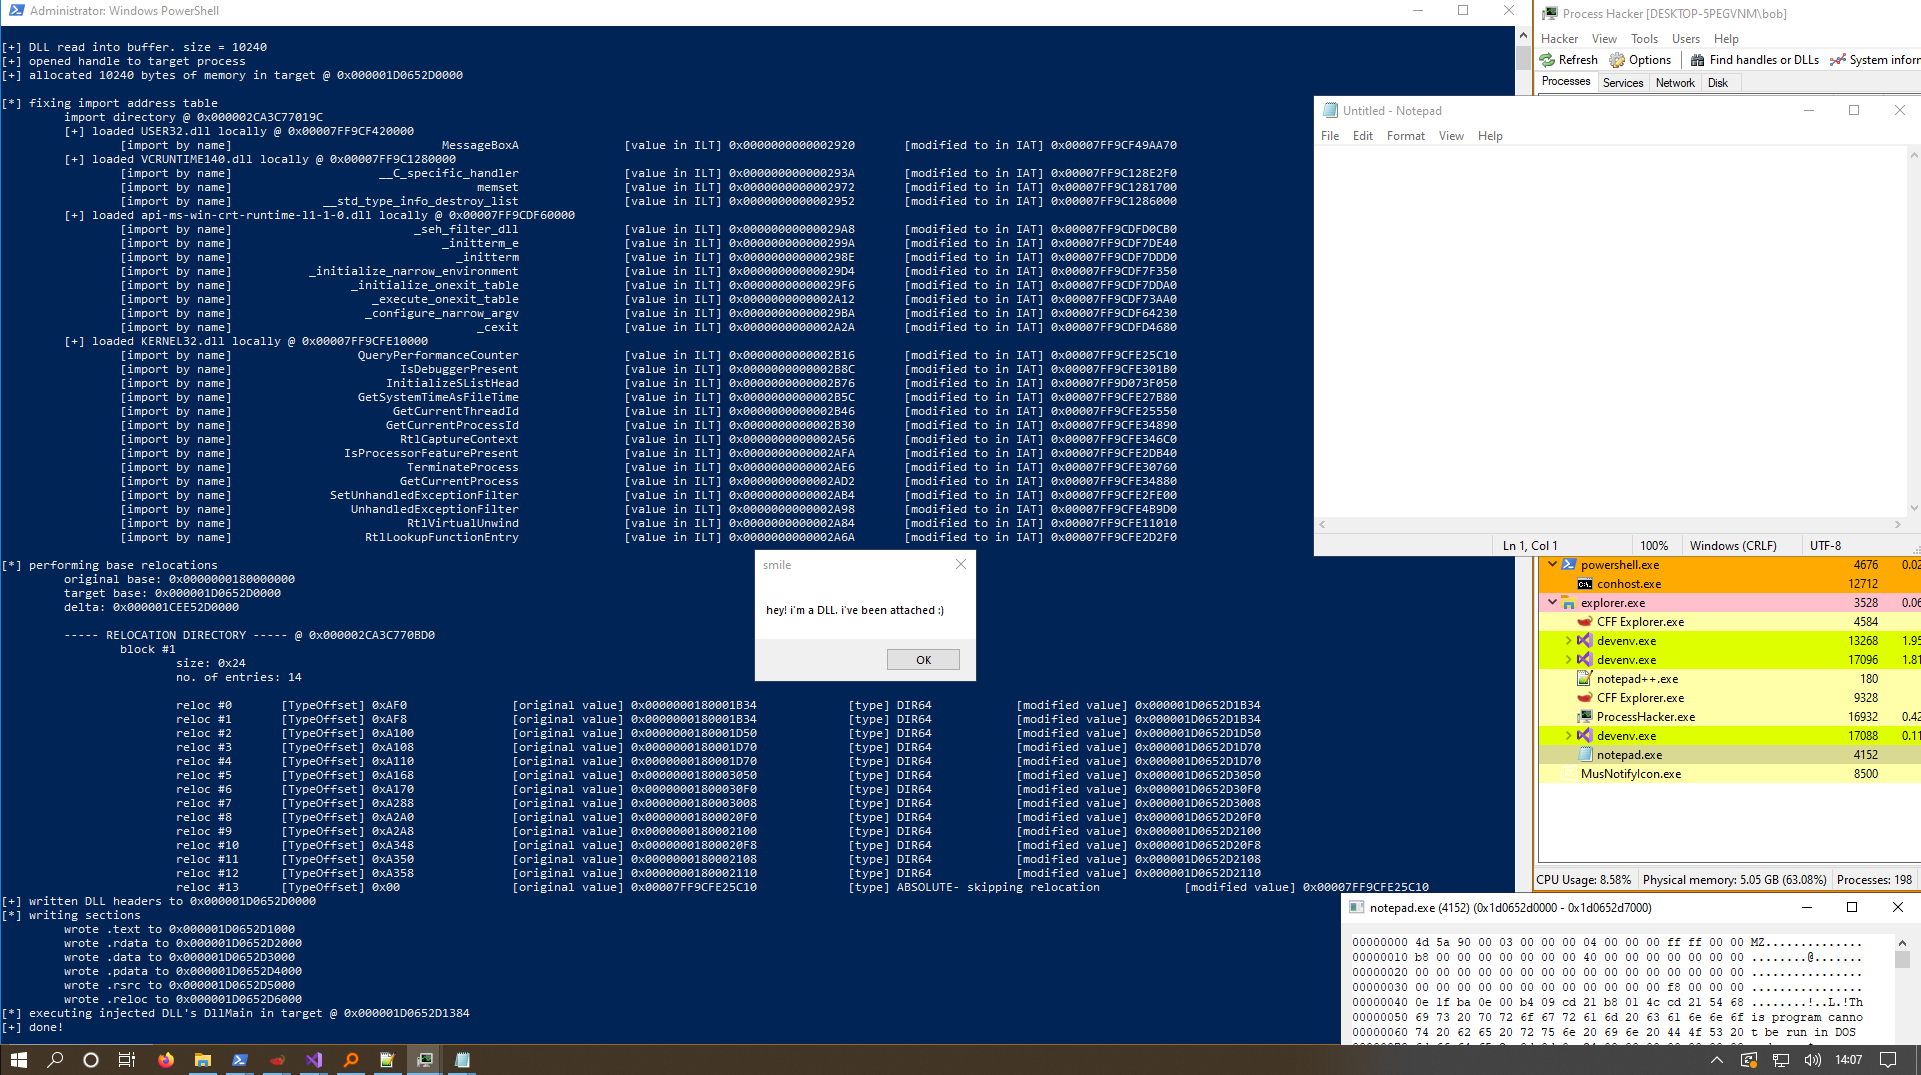 Administrator: Windows PowerShell
[+] DLL read into buffer. size = 10240
[+] opened handle to target process
[+] allocated 10240 bytes of memory in target @ 0x000001D0652D0000
[*] fixing import address table
import directory @ 0x000002CA3C77019C
[+] loaded USER32.dll locally @ 0x00007FF9CF420000
[import by name] MessageBoxA [value in ILT] 0x0000000000002920 [modified to in IAT] 0x00007FF9CF49AA70
[+] loaded VCRUNTIME140.dll locally @ 0x00007FF9C1280000
[import by name] __C_specific_handler [value in ILT] 0x000000000000293A [modified to in IAT] 0x00007FF9C128E2F0
[import by name] memset [value in ILT] 0x0000000000002972 [modified to in IAT] 0x00007FF9C1281700
[import by name] __std_type_info_destroy_list [value in ILT] 0x0000000000002952 [modified to in IAT] 0x00007FF9C1286000
[+] loaded api-ms-win-crt-runtime-l1-1-0.dll locally @ 0x00007FF9CDF60000
[import by name] _seh_filter_dll [value in ILT] 0x00000000000029A8 [modified to in IAT] 0x00007FF9CDFD0CB0
[import by name] _initterm_e [value in ILT] 0x000000000000299A [modified to in IAT] 0x00007FF9CDF7DE40
[import by name] _initterm [value in ILT] 0x000000000000298E [modified to in IAT] 0x00007FF9CDF7DDD0
[import by name] _initialize_narrow_environment [value in ILT] 0x00000000000029D4 [modified to in IAT] 0x00007FF9CDF7F350
[import by name] _initialize_onexit_table [value in ILT] 0x00000000000029F6 [modified to in IAT] 0x00007FF9CDF7DDA0
[import by name] _execute_onexit_table [value in ILT] 0x0000000000002A12 [modified to in IAT] 0x00007FF9CDF73AA0
[import by name] _configure_narrow_argv [value in ILT] 0x00000000000029BA [modified to in IAT] 0x00007FF9CDF64230
[import by name] _cexit [value in ILT] 0x0000000000002A2A [modified to in IAT] 0x00007FF9CDFD4680
[+] loaded KERNEL32.dll locally @ 0x00007FF9CFE10000
[import by name] QueryPerformanceCounter [value in ILT] 0x0000000000002B16 [modified to in IAT] 0x00007FF9CFE25C10
[import by name] IsDebuggerPresent [value in ILT] 0x0000000000002B8C [modified to in IAT] 0x00007FF9CFE301B0
[import by name] InitializeSListHead [value in ILT] 0x0000000000002B76 [modified to in IAT] 0x00007FF9D073F050
[import by name] GetSystemTimeAsFileTime [value in ILT] 0x0000000000002B5C [modified to in IAT] 0x00007FF9CFE27B80
[import by name] GetCurrentThreadId [value in ILT] 0x0000000000002B46 [modified to in IAT] 0x00007FF9CFE25550
[import by name] GetCurrentProcessId [value in ILT] 0x0000000000002B30 [modified to in IAT] 0x00007FF9CFE34890
[import by name] RtlCaptureContext [value in ILT] 0x0000000000002A56 [modified to in IAT] 0x00007FF9CFE346C0
[import by name] IsProcessorFeaturePresent [value in ILT] 0x0000000000002AFA [modified to in IAT] 0x00007FF9CFE2DB40
[import by name] TerminateProcess [value in ILT] 0x0000000000002AE6 [modified to in IAT] 0x00007FF9CFE30760
[import by name] GetCurrentProcess [value in ILT] 0x0000000000002AD2 [modified to in IAT] 0x00007FF9CFE34880
[import by name] SetUnhandledExceptionFilter [value in ILT] 0x0000000000002AB4 [modified to in IAT] 0x00007FF9CFE2FE00
[import by name] UnhandledExceptionFilter [value in ILT] 0x0000000000002A98 [modified to in IAT] 0x00007FF9CFE4B9D0
[import by name] RtlVirtualUnwind [value in ILT] 0x0000000000002A84 [modified to in IAT] 0x00007FF9CFE11010
[import by name] RtlLookupFunctionEntry [value in ILT] 0x0000000000002A6A [modified to in IAT] 0x00007FF9CFE2D2F0
[*] performing base relocations
original base: 0x0000000180000000
target base: 0x000001D0652D0000
delta: 0x000001CEE52D0000
----- RELOCATION DIRECTORY ----- @ 0x000002CA3C770BD0
block #1
size: 0x24
no. of entries: 14
reloc #0 [TypeOffset] 0xAF0 [original value] 0x0000000180001B34 [type] DIR64 [modified value] 0x000001D0652D1B34
reloc #1 [TypeOffset] 0xAF8 [original value] 0x0000000180001B34 [type] DIR64 [modified value] 0x000001D0652D1B34
reloc #2 [TypeOffset] 0xA100 [original value] 0x0000000180001D50 [type] DIR64 [modified value] 0x000001D0652D1D50
reloc #3 [TypeOffset] 0xA108 [original value] 0x0000000180001D70 [type] DIR64 [modified value] 0x000001D0652D1D70
reloc #4 [TypeOffset] 0xA110 [original value] 0x0000000180001D70 [type] DIR64 [modified value] 0x000001D0652D1D70
reloc #5 [TypeOffset] 0xA168 [original value] 0x0000000180003050 [type] DIR64 [modified value] 0x000001D0652D3050
reloc #6 [TypeOffset] 0xA170 [original value] 0x00000001800030F0 [type] DIR64 [modified value] 0x000001D0652D30F0
reloc #7 [TypeOffset] 0xA288 [original value] 0x0000000180003008 [type] DIR64 [modified value] 0x000001D0652D3008
reloc #8 [TypeOffset] 0xA2A0 [original value] 0x00000001800020F0 [type] DIR64 [modified value] 0x000001D0652D20F0
reloc #9 [TypeOffset] 0xA2A8 [original value] 0x0000000180002100 [type] DIR64 [modified value] 0x000001D0652D2100
reloc #10 [TypeOffset] 0xA348 [original value] 0x00000001800020F8 [type] DIR64 [modified value] 0x000001D0652D20F8
reloc #11 [TypeOffset] 0xA350 [original value] 0x0000000180002108 [type] DIR64 [modified value] 0x000001D0652D2108
reloc #12 [TypeOffset] 0xA358 [original value] 0x0000000180002110 [type] DIR64 [modified value] 0x000001D0652D2110
reloc #13 [TypeOffset] 0x00 [original value] 0x00007FF9CFE25C10 [type] ABSOLUTE- skipping relocation [modified value] 0x00007FF9CFE25C10
[+] written DLL headers to 0x000001D0652D0000
[*] writing sections
wrote .text to 0x000001D0652D1000
wrote .rdata to 0x000001D0652D2000
wrote .data to 0x000001D0652D3000
wrote .pdata to 0x000001D0652D4000
wrote .rsrc to 0x000001D0652D5000
wrote .reloc to 0x000001D0652D6000
[*] executing injected DLL's DllMain in target @ 0x000001D0652D1384
[+] done!
smile
hey! i'm a DLL. i've been attached :)
OK
Process Hacker [DESKTOP-5PEGVNM\bob]
Hacker View Tools Users Help
Refresh Options Find handles or DLLs System inform
Processes Services Network Disk
Untitled - Notepad
File Edit Format View Help
Ln 1, Col 1 100% Windows (CRLF) UTF-8
powershell.exe 4676 0.02
conhost.exe 12712
explorer.exe 3528 0.06
CFF Explorer.exe 4584
devenv.exe 13268 1.95
devenv.exe 17096 1.81
notepad++.exe 180
CFF Explorer.exe 9328
ProcessHacker.exe 16932 0.42
devenv.exe 17088 0.11
notepad.exe 4152
MusNotifyIcon.exe 8500
CPU Usage: 8.58% Physical memory: 5.05 GB (63.08%) Processes: 198
notepad.exe (4152) (0x1d0652d0000 - 0x1d0652d7000)
00000000 4d 5a 90 00 03 00 00 00 04 00 00 00 ff ff 00 00 MZ..............
00000010 b8 00 00 00 00 00 00 00 40 00 00 00 00 00 00 00 ........@.......
00000020 00 00 00 00 00 00 00 00 00 00 00 00 00 00 00 00 ................
00000030 00 00 00 00 00 00 00 00 00 00 00 00 f8 00 00 00 ................
00000040 0e 1f ba 0e 00 b4 09 cd 21 b8 01 4c cd 21 54 68 ........!..L.!Th
00000050 69 73 20 70 72 6f 67 72 61 6d 20 63 61 6e 6e 6f is program canno
00000060 74 20 62 65 20 72 75 6e 20 69 6e 20 44 4f 53 20 t be run in DOS
14:07